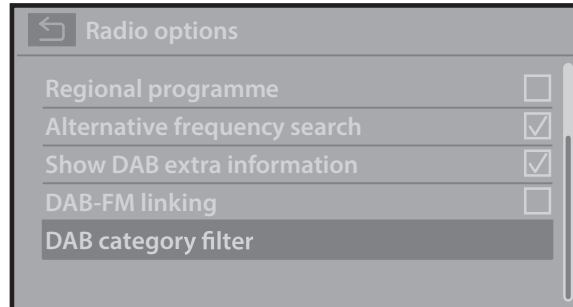 Radio options
Regional programme
Alternative frequency search
Show DAB extra information
DAB-FM linking
DAB category filter